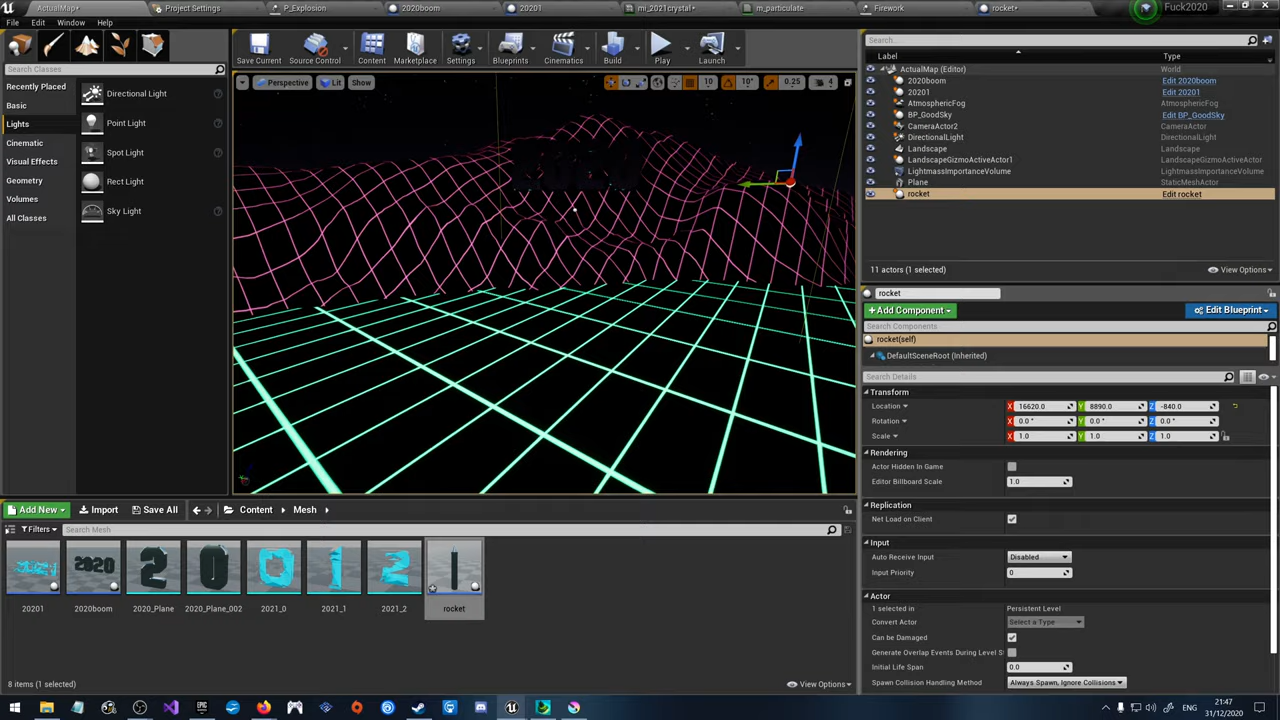 ActualMap*
Project Settings
P_Explosion
2020boom
20201
mi_2021crystal*
m_particulate
Firework
rocket*
Fuck2020
File Edit Window Help
Search Classes
Recently Placed
Basic
Lights
Cinematic
Visual Effects
Geometry
Volumes
All Classes
Directional Light
Point Light
Spot Light
Rect Light
Sky Light
Save Current
Source Control
Content
Marketplace
Settings
Blueprints
Cinematics
Build
Play
Launch
Perspective Lit Show
10 10° 0.25 4
Search...
Label Type
ActualMap (Editor) World
2020boom Edit 2020boom
20201 Edit 20201
AtmosphericFog AtmosphericFog
BP_GoodSky Edit BP_GoodSky
CameraActor2 CameraActor
DirectionalLight DirectionalLight
Landscape Landscape
LandscapeGizmoActiveActor1 LandscapeGizmoActiveActor
LightmassImportanceVolume LightmassImportanceVolume
Plane StaticMeshActor
rocket Edit rocket
11 actors (1 selected) View Options
rocket
+Add Component Edit Blueprint
Search Components
rocket(self)
DefaultSceneRoot (Inherited)
Search Details
Transform
Location X 16620.0 Y 8890.0 Z -840.0
Rotation X 0.0 ° Y 0.0 ° Z 0.0 °
Scale X 1.0 Y 1.0 Z 1.0
Rendering
Actor Hidden In Game
Editor Billboard Scale 1.0
Replication
Net Load on Client
Input
Auto Receive Input Disabled
Input Priority 0
Actor
1 selected in Persistent Level
Convert Actor Select a Type
Can be Damaged
Generate Overlap Events During Level S
Initial Life Span 0.0
Spawn Collision Handling Method Always Spawn, Ignore Collisions
Add New Import Save All Content Mesh
Filters Search Mesh
20201
2020boom
2020_Plane
2020_Plane_002
2021_0
2021_1
2021_2
rocket
8 items (1 selected) View Options
ENG
21:47
31/12/2020